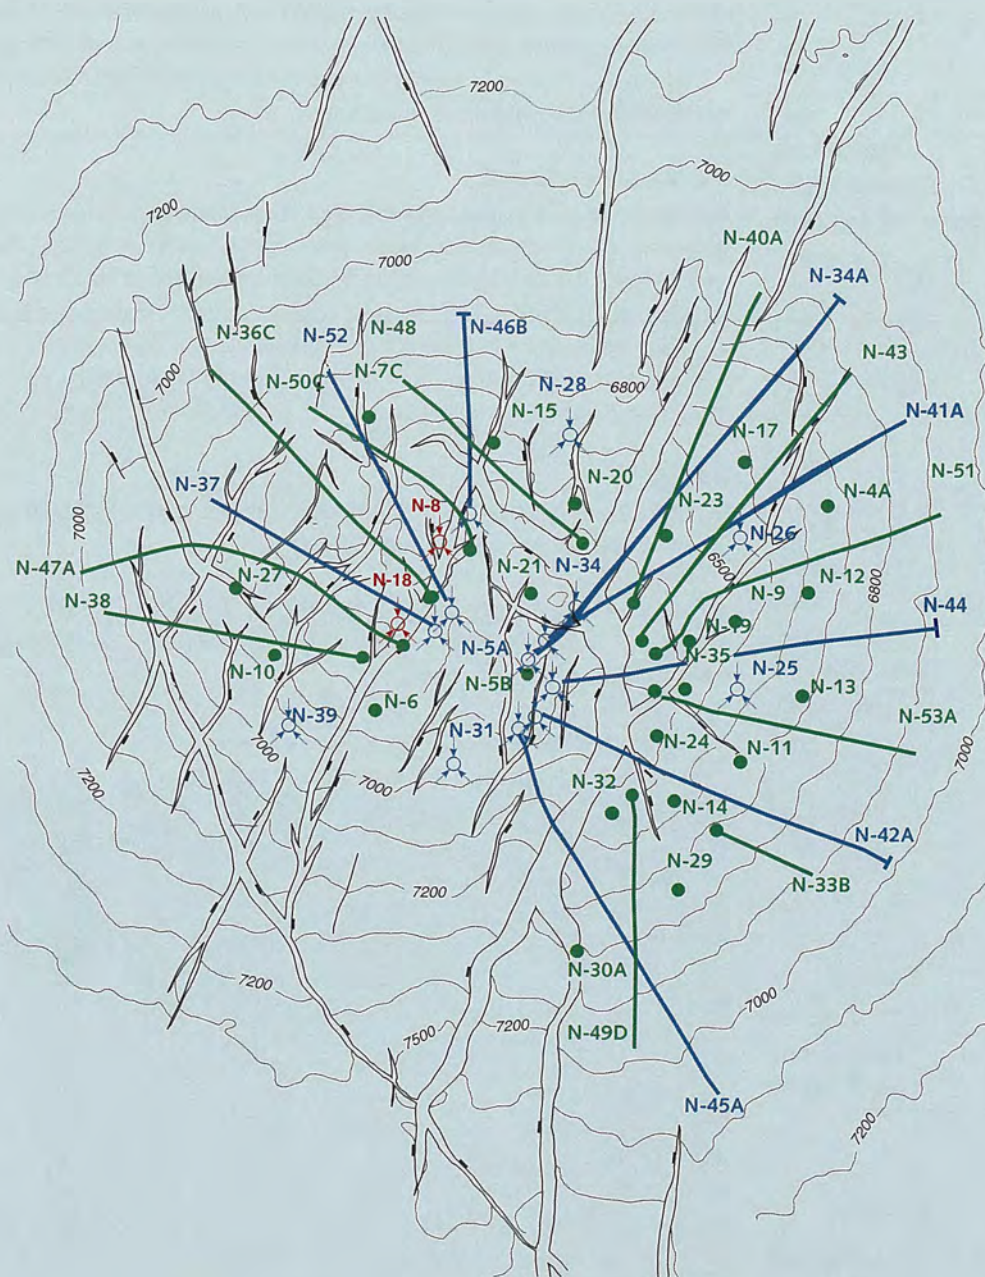 7200
7000
7200
N-40A
7000
N-34A
N-36C
N-52
N-48
N-46B
N-43
7000
N-50C
N-7C
N-28
6800
N-15
N-41A
N-17
N-51
N-37
N-20
N-4A
7000
N-8
N-23
N-26
N-47A
N-27
N-18
N-21
N-34
6500
N-12
6800
N-38
N-9
N-44
N-19
N-5A
N-35
N-10
N-5B
N-25
N-13
N-6
N-39
N-31
N-53A
7000
N-24
N-11
7000
7200
7000
N-32
N-14
N-42A
N-29
7200
N-33B
N-30A
7200
7000
7500
7200
N-49D
N-45A
7200